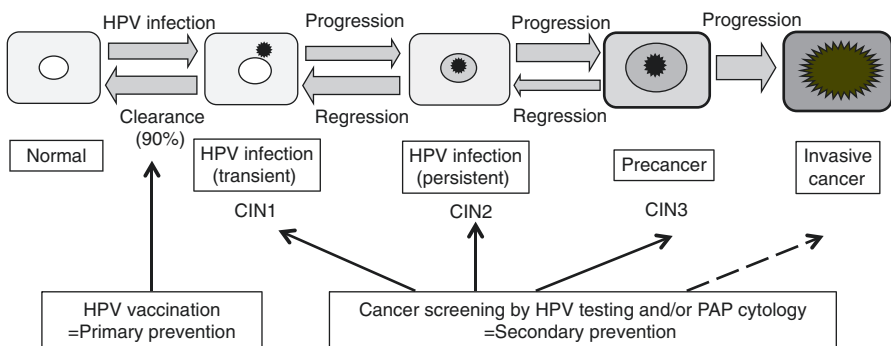 HPV infection
Progression
Progression
Progression
Clearance
(90%)
Regression
Regression
Normal
HPV infection
(transient)
HPV infection
(persistent)
Precancer
Invasive
cancer
CIN1
CIN2
CIN3
HPV vaccination
=Primary prevention
Cancer screening by HPV testing and/or PAP cytology
=Secondary prevention